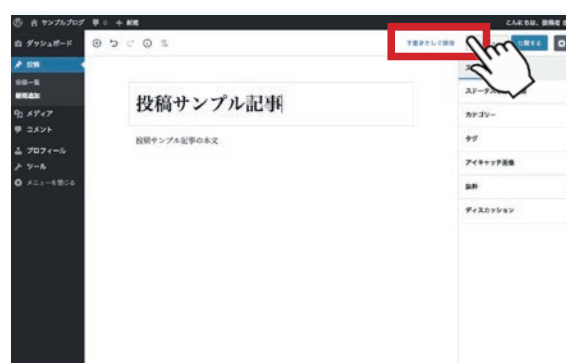 サンプルブログ 0 + 新規
こんにちは、投稿者
ダッシュボード
下書きとして保存
公開する
投稿
投稿一覧
新規追加
メディア
コメント
プロフィール
ツール
メニューを閉じる
投稿サンプル記事
投稿サンプル記事の本文
カテゴリー
タグ
アイキャッチ画像
抜粋
ディスカッション